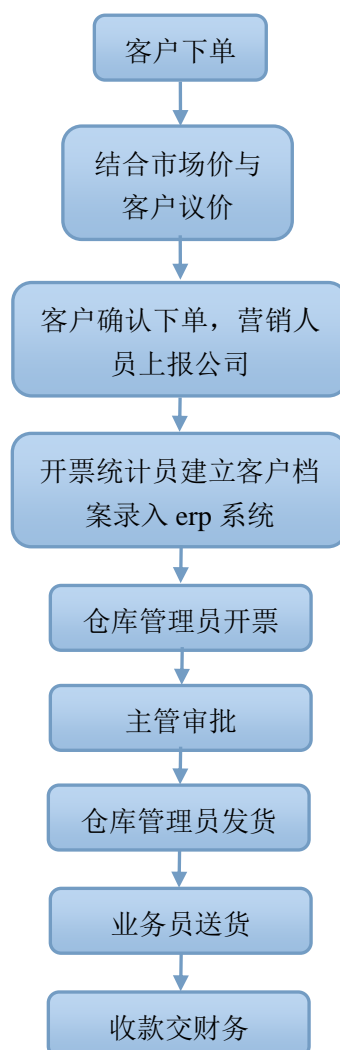 客户下单
结合市场价与
客户议价
客户确认下单，营销人
员上报公司
开票统计员建立客户档
案录入 erp 系统
仓库管理员开票
主管审批
仓库管理员发货
业务员送货
收款交财务